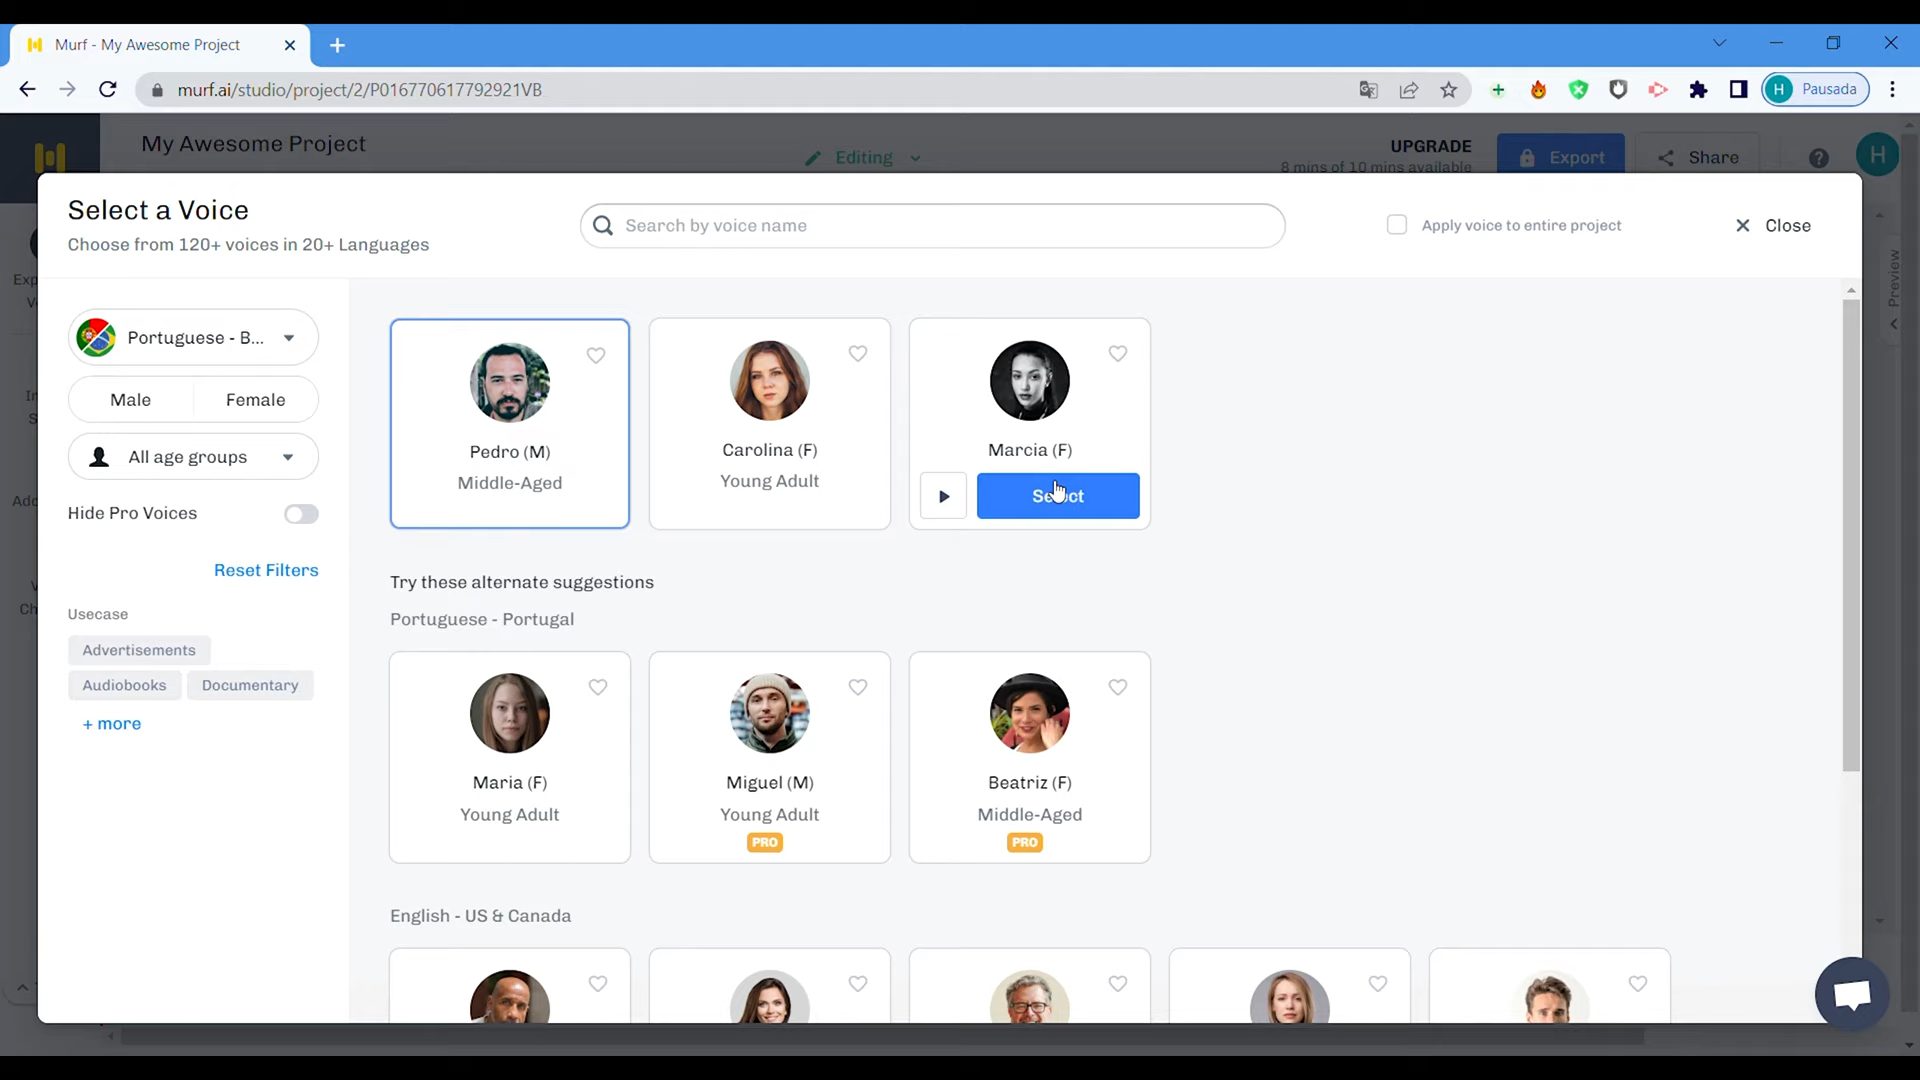 Murf - My Awesome Project
murf.ai/studio/project/2/P016770617792921VB
H Pausada
My Awesome Project
Editing
UPGRADE
8 mins of 10 mins available
Export
Share
H
Select a Voice
Choose from 120+ voices in 20+ Languages
Search by voice name
Apply voice to entire project
Close
Preview
Portuguese - B...
Male
Female
All age groups
Hide Pro Voices
Reset Filters
Usecase
Advertisements
Audiobooks
Documentary
+ more
Pedro (M)
Middle-Aged
Carolina (F)
Young Adult
Marcia (F)
Select
Try these alternate suggestions
Portuguese - Portugal
Maria (F)
Young Adult
Miguel (M)
Young Adult
PRO
Beatriz (F)
Middle-Aged
PRO
English - US & Canada